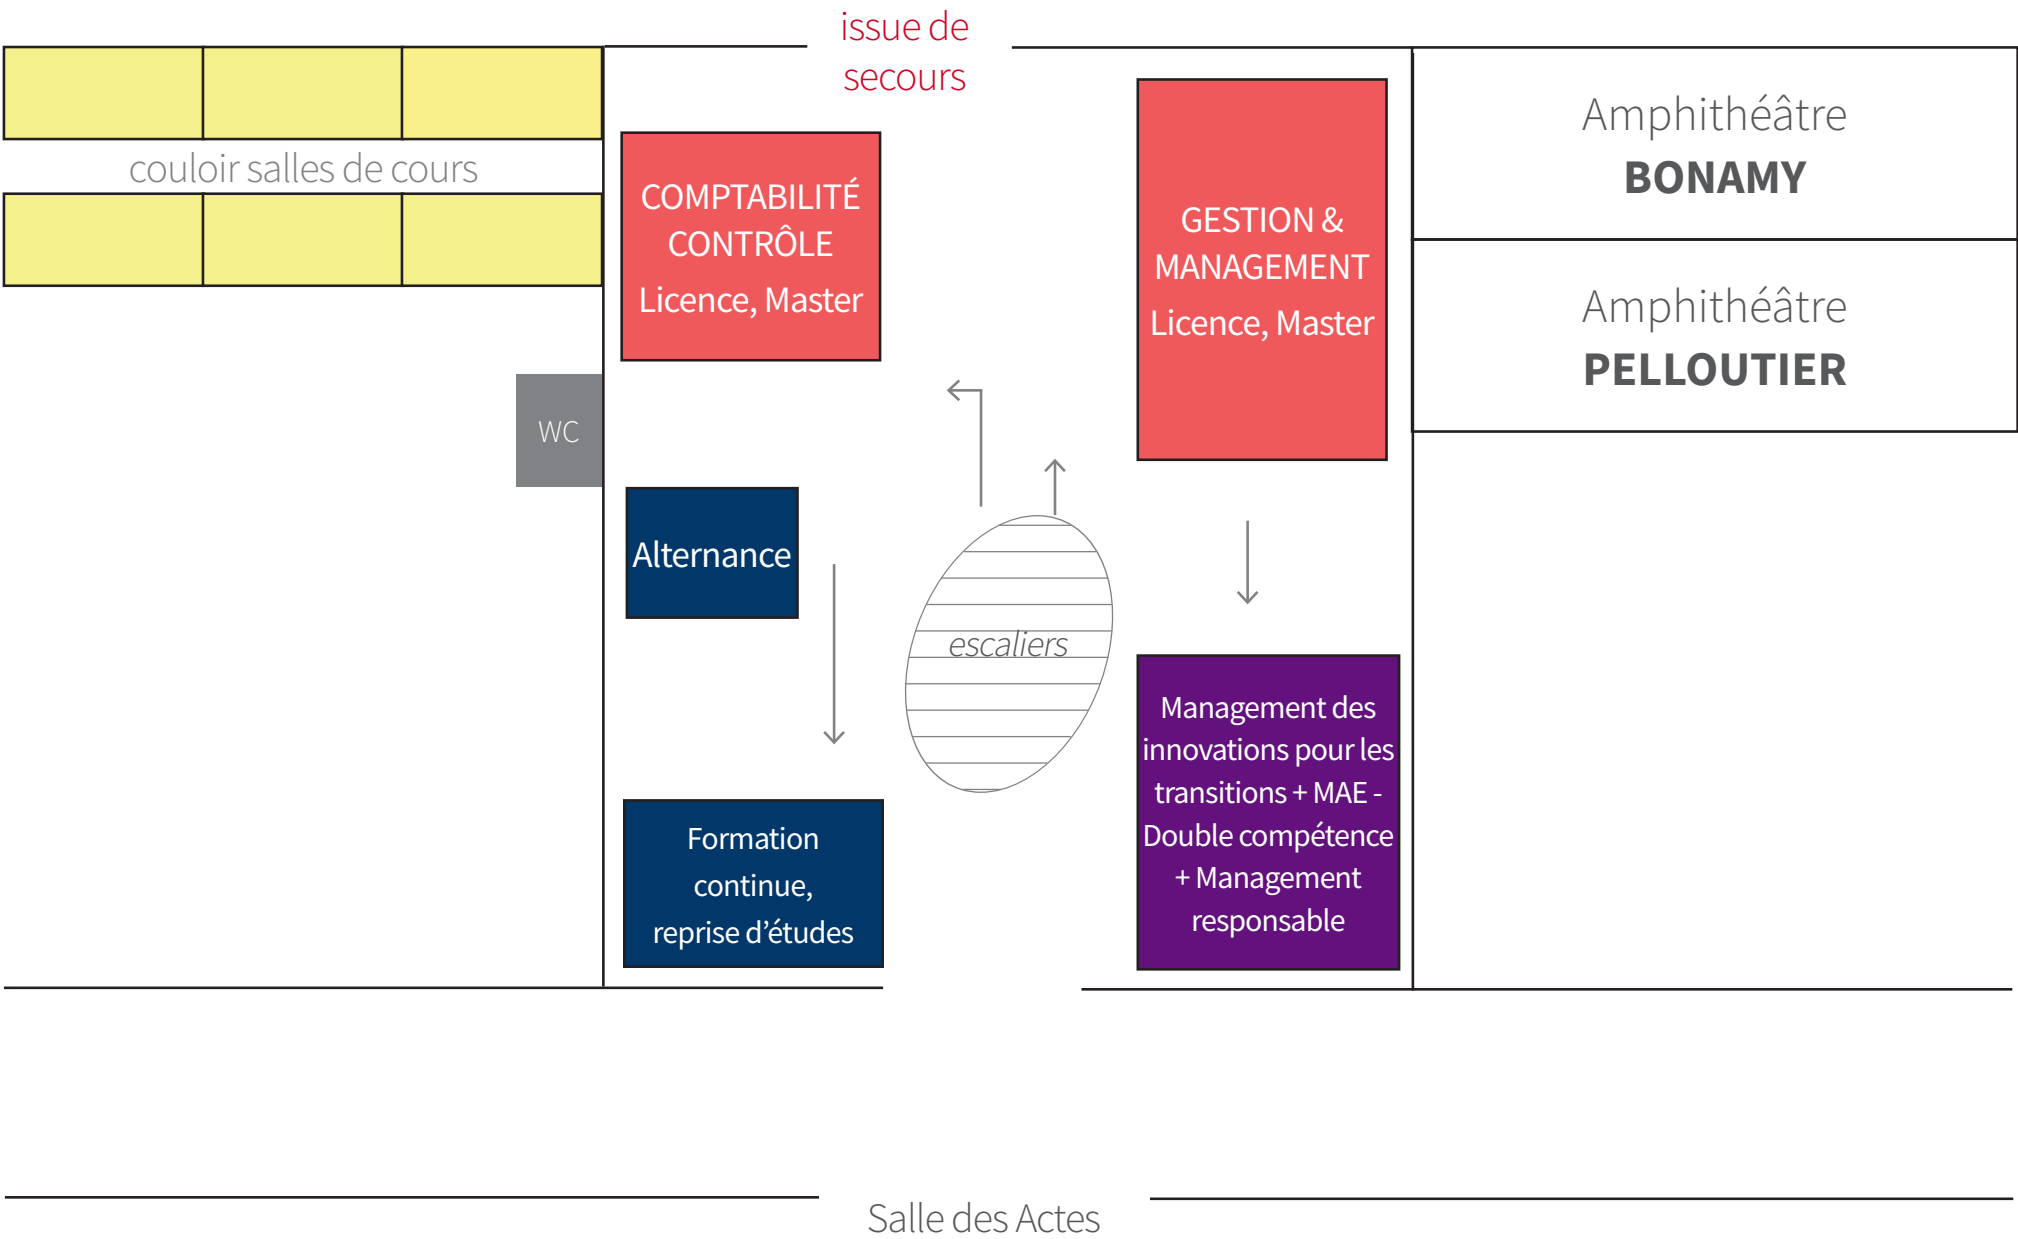 issue de
secours
couloir salles de cours
COMPTABILITÉ
CONTRÔLE
Licence, Master
GESTION &
MANAGEMENT
Licence, Master
Amphithéâtre
BONAMY
Amphithéâtre
PELLOUTIER
WC
Alternance
escaliers
Formation
continue,
reprise d’études
Management des
innovations pour les
transitions + MAE -
Double compétence
+ Management
responsable
Salle des Actes